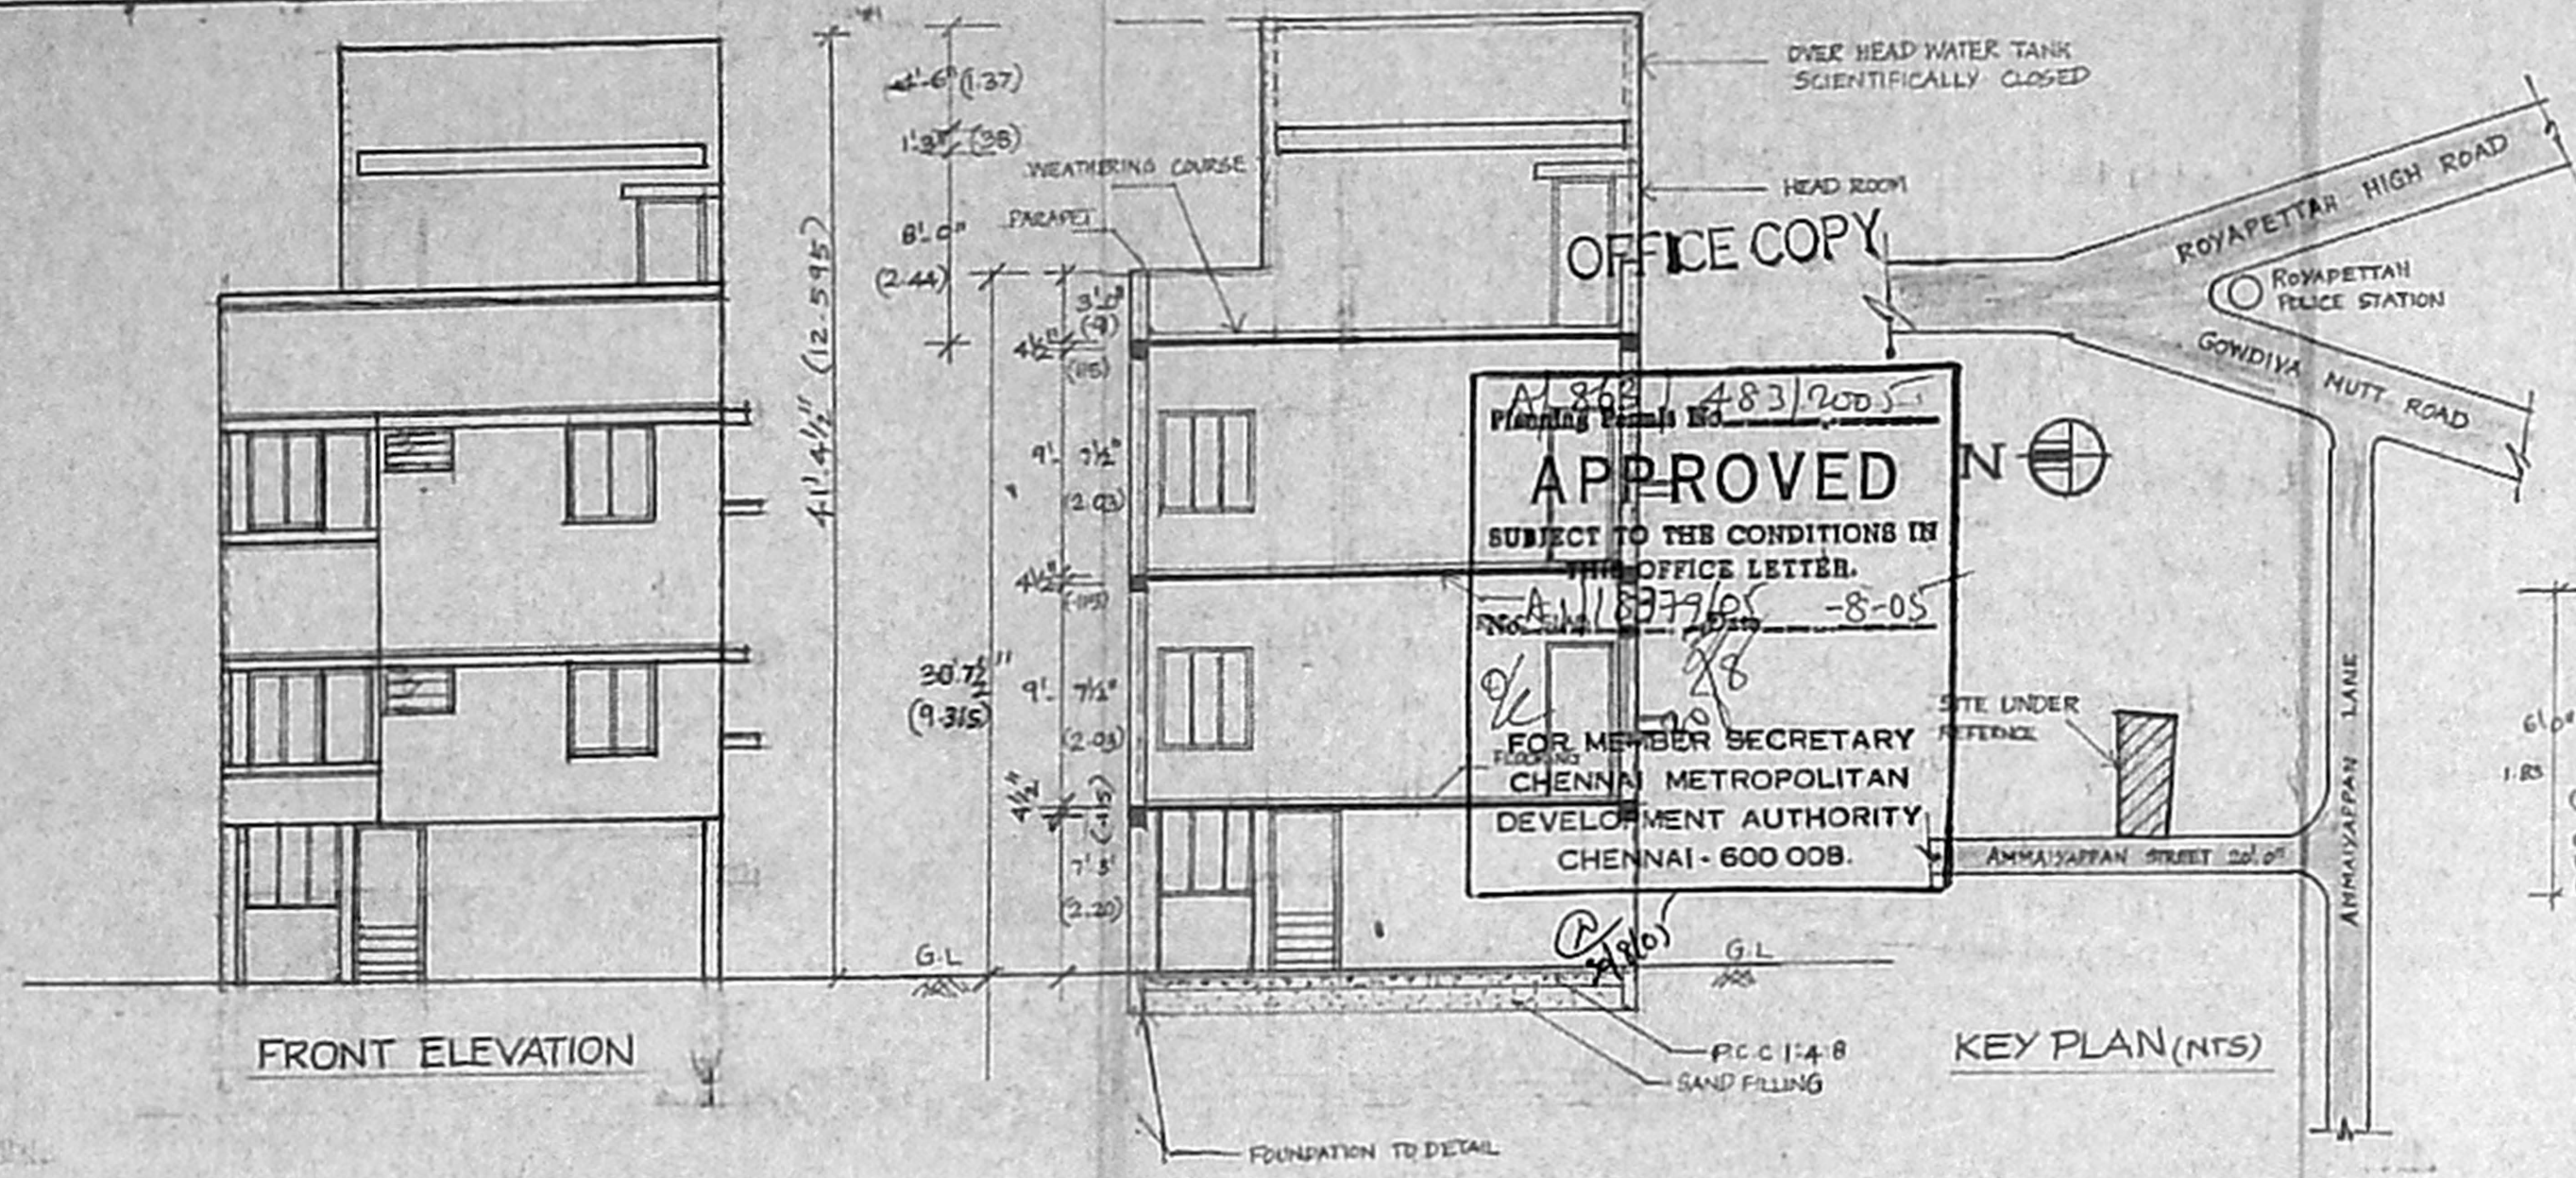 4'-6" (1.37)
1'.3" (38)
8'-0"
(2.44)
41'.4½" (12.595)
30'.7½"
(9.315)
WEATHERING COURSE
PARAPET
3'.0"
(.9)
4½"
(115)
9'- 7½"
(2.93)
4½"
(.115)
9'- 7½"
(2.93)
4½"
(.115)
7'3"
(2.20)
G.L
FRONT ELEVATION
OVER HEAD WATER TANK
SCIENTIFICALLY CLOSED
HEAD ROOM
OFFICE COPY
483/2005
Planning Permit No
APPROVED
SUBJECT TO THE CONDITIONS IN
THIS OFFICE LETTER.
-8-05
No.
FOR MEMBER SECRETARY
FLOORING
CHENNAI METROPOLITAN
DEVELOPMENT AUTHORITY
CHENNAI - 600 008.
G.L
P.C.C 1:4:8
SAND FILLING
FOUNDATION TO DETAIL
ROYAPETTAH HIGH ROAD
ROYAPETTAH
POLICE STATION
GOWDIYA MUTT ROAD
N
SITE UNDER
AMMAIYAPPAN STREET 20'.0"
AMMAIYAPPAN LANE
KEY PLAN (NTS)
6'0"
1.83